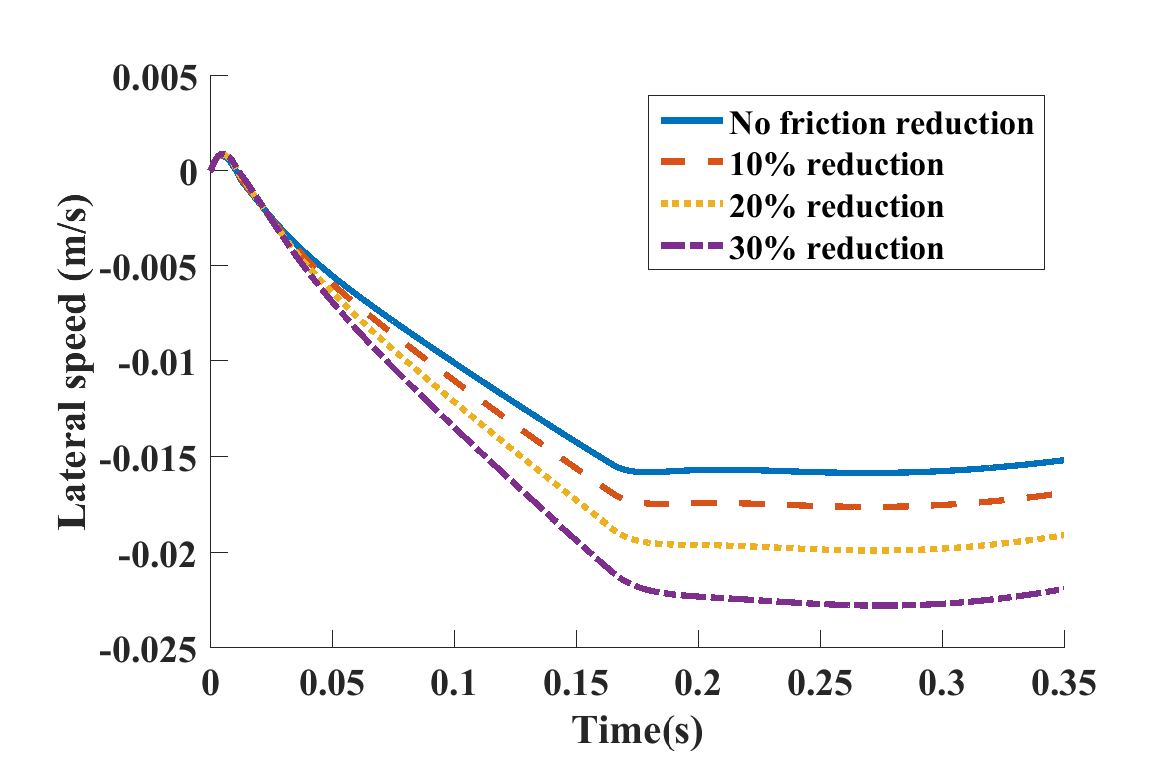 0.005
0
-0.005
-0.01
-0.015
-0.02
-0.025
Lateral speed (m/s)
No friction reduction
10% reduction
20% reduction
30% reduction
0 0.05 0.1 0.15 0.2 0.25 0.3 0.35
Time(s)